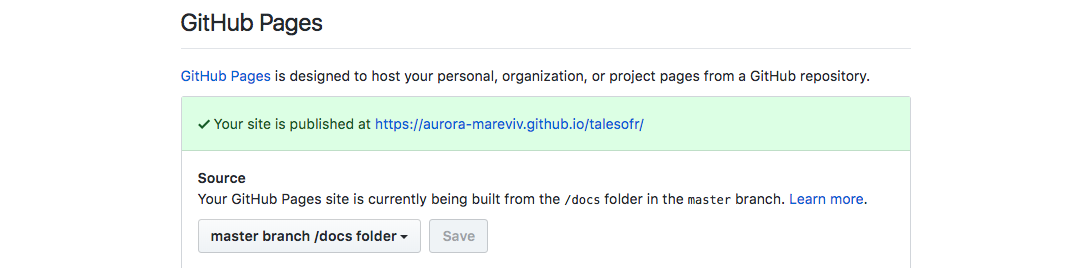 GitHub Pages
GitHub Pages is designed to host your personal, organization, or project pages from a GitHub repository.
Your site is published at https://aurora-mareviv.github.io/talesofr/
Source
Your GitHub Pages site is currently being built from the /docs folder in the master branch. Learn more.
master branch /docs folder Save